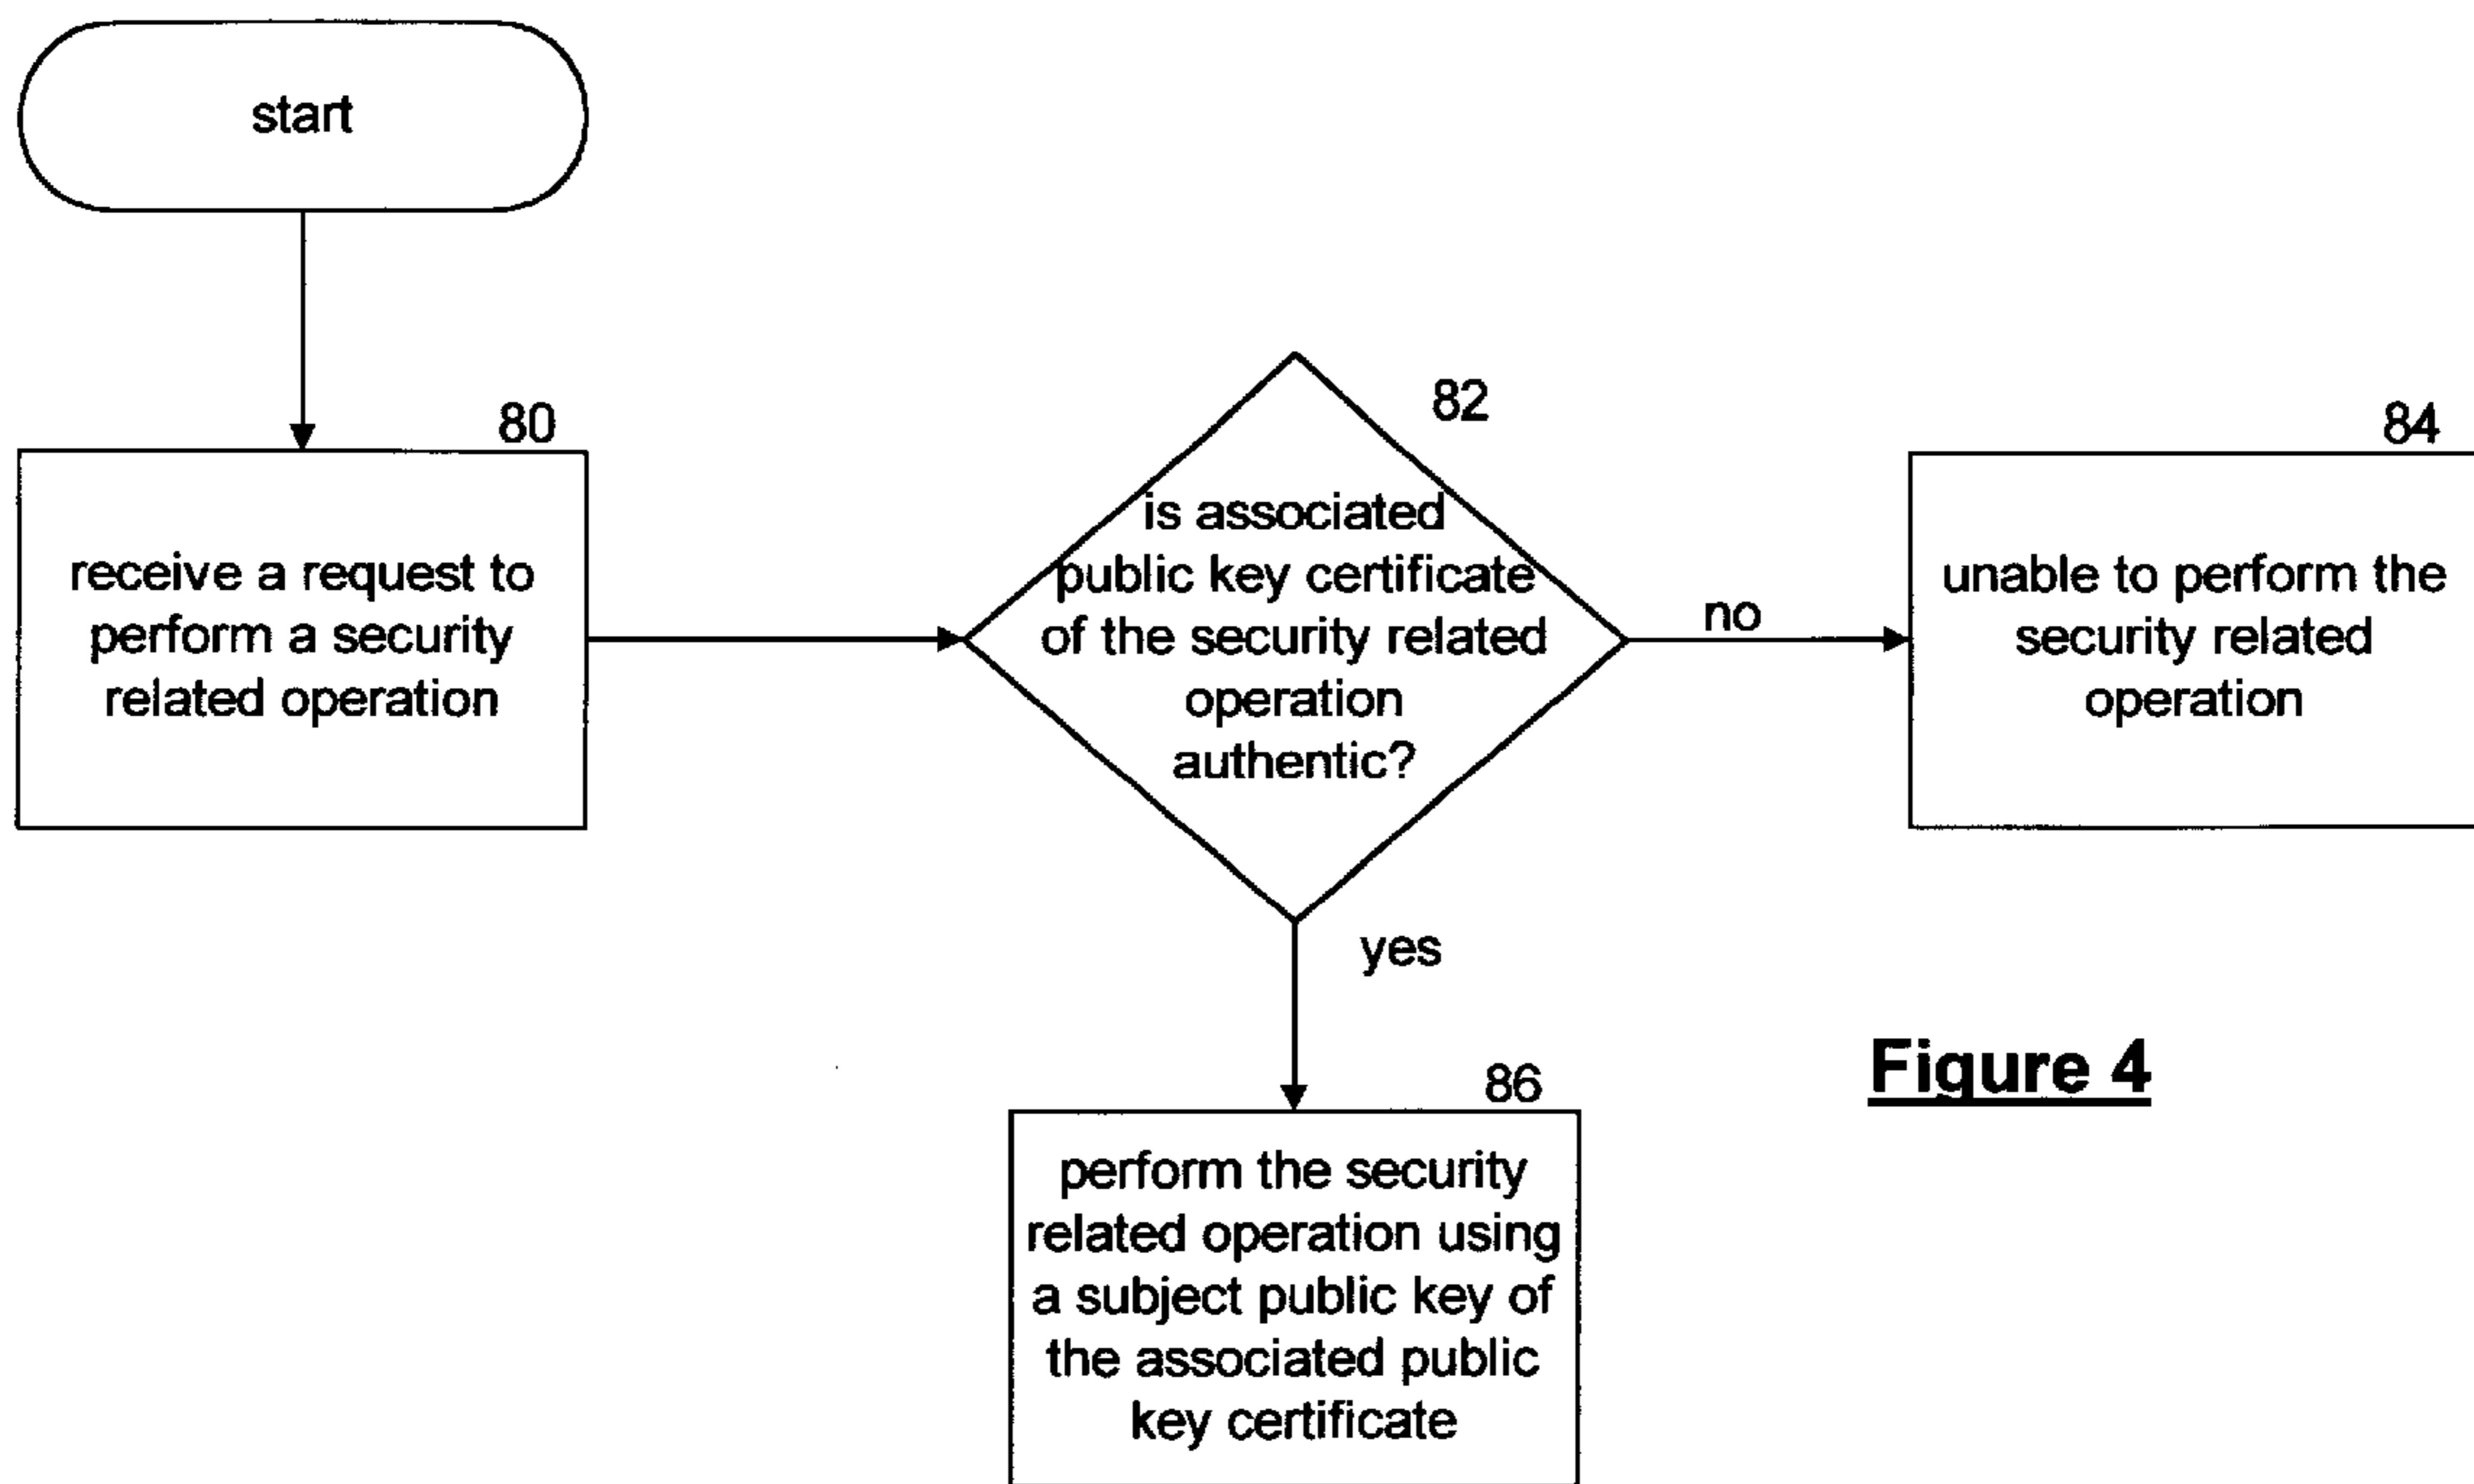 start
80
receive a request to
perform a security
related operation
82
is associated
public key certificate
of the security related
operation
authentic?
no
84
unable to perform the
security related
operation
yes
86
perform the security
related operation using
a subject public key of
the associated public
key certificate
Figure 4